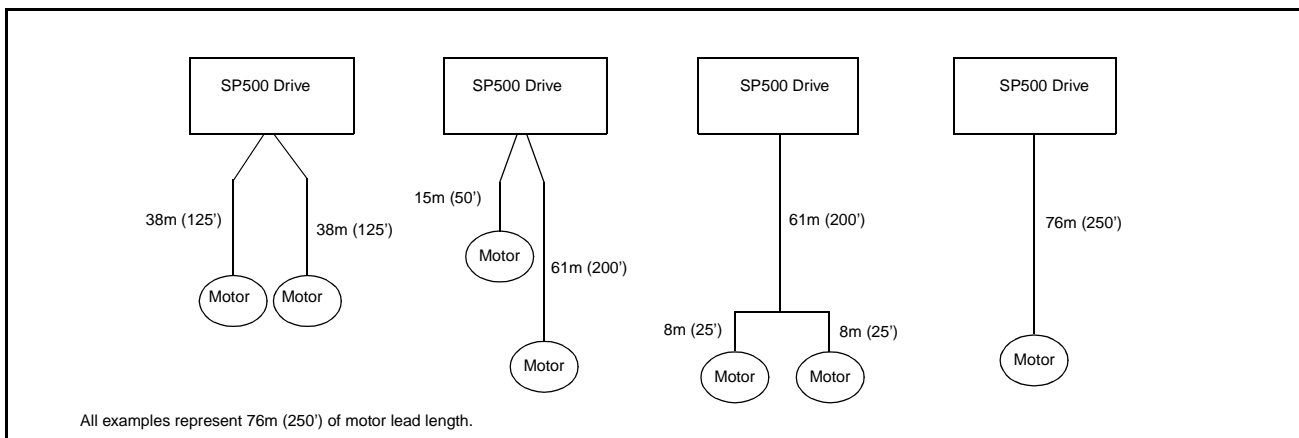 SP500 Drive
SP500 Drive
SP500 Drive
SP500 Drive
38m (125’)
38m (125’)
Motor
Motor
15m (50’)
Motor
61m (200’)
Motor
61m (200’)
8m (25’)
8m (25’)
Motor
Motor
76m (250’)
Motor
All examples represent 76m (250’) of motor lead length.